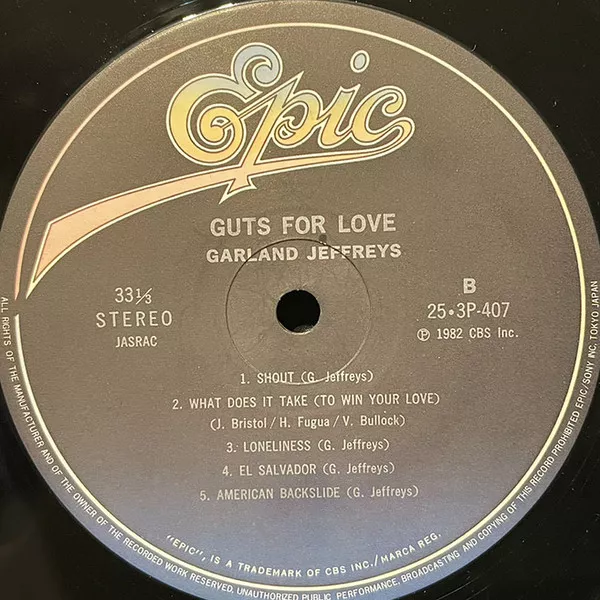 Epic
GUTS FOR LOVE
GARLAND JEFFREYS
33⅓
STEREO
JASRAC
B
25•3P-407
℗ 1982 CBS Inc.
1. SHOUT (G. Jeffreys)
2. WHAT DOES IT TAKE (TO WIN YOUR LOVE)
(J. Bristol/H. Fugua/V. Bullock)
3. LONELINESS (G. Jeffreys)
4. EL SALVADOR (G. Jeffreys)
5. AMERICAN BACKSLIDE (G. Jeffreys)
"EPIC", IS A TRADEMARK OF CBS INC./MARCA REG.
ALL RIGHTS OF THE MANUFACTURER AND OF THE OWNER OF THE RECORDED WORK RESERVED. UNAUTHORIZED PUBLIC PERFORMANCE, BROADCASTING AND COPYING OF THIS RECORD PROHIBITED EPIC/SONY INC. TOKYO JAPAN